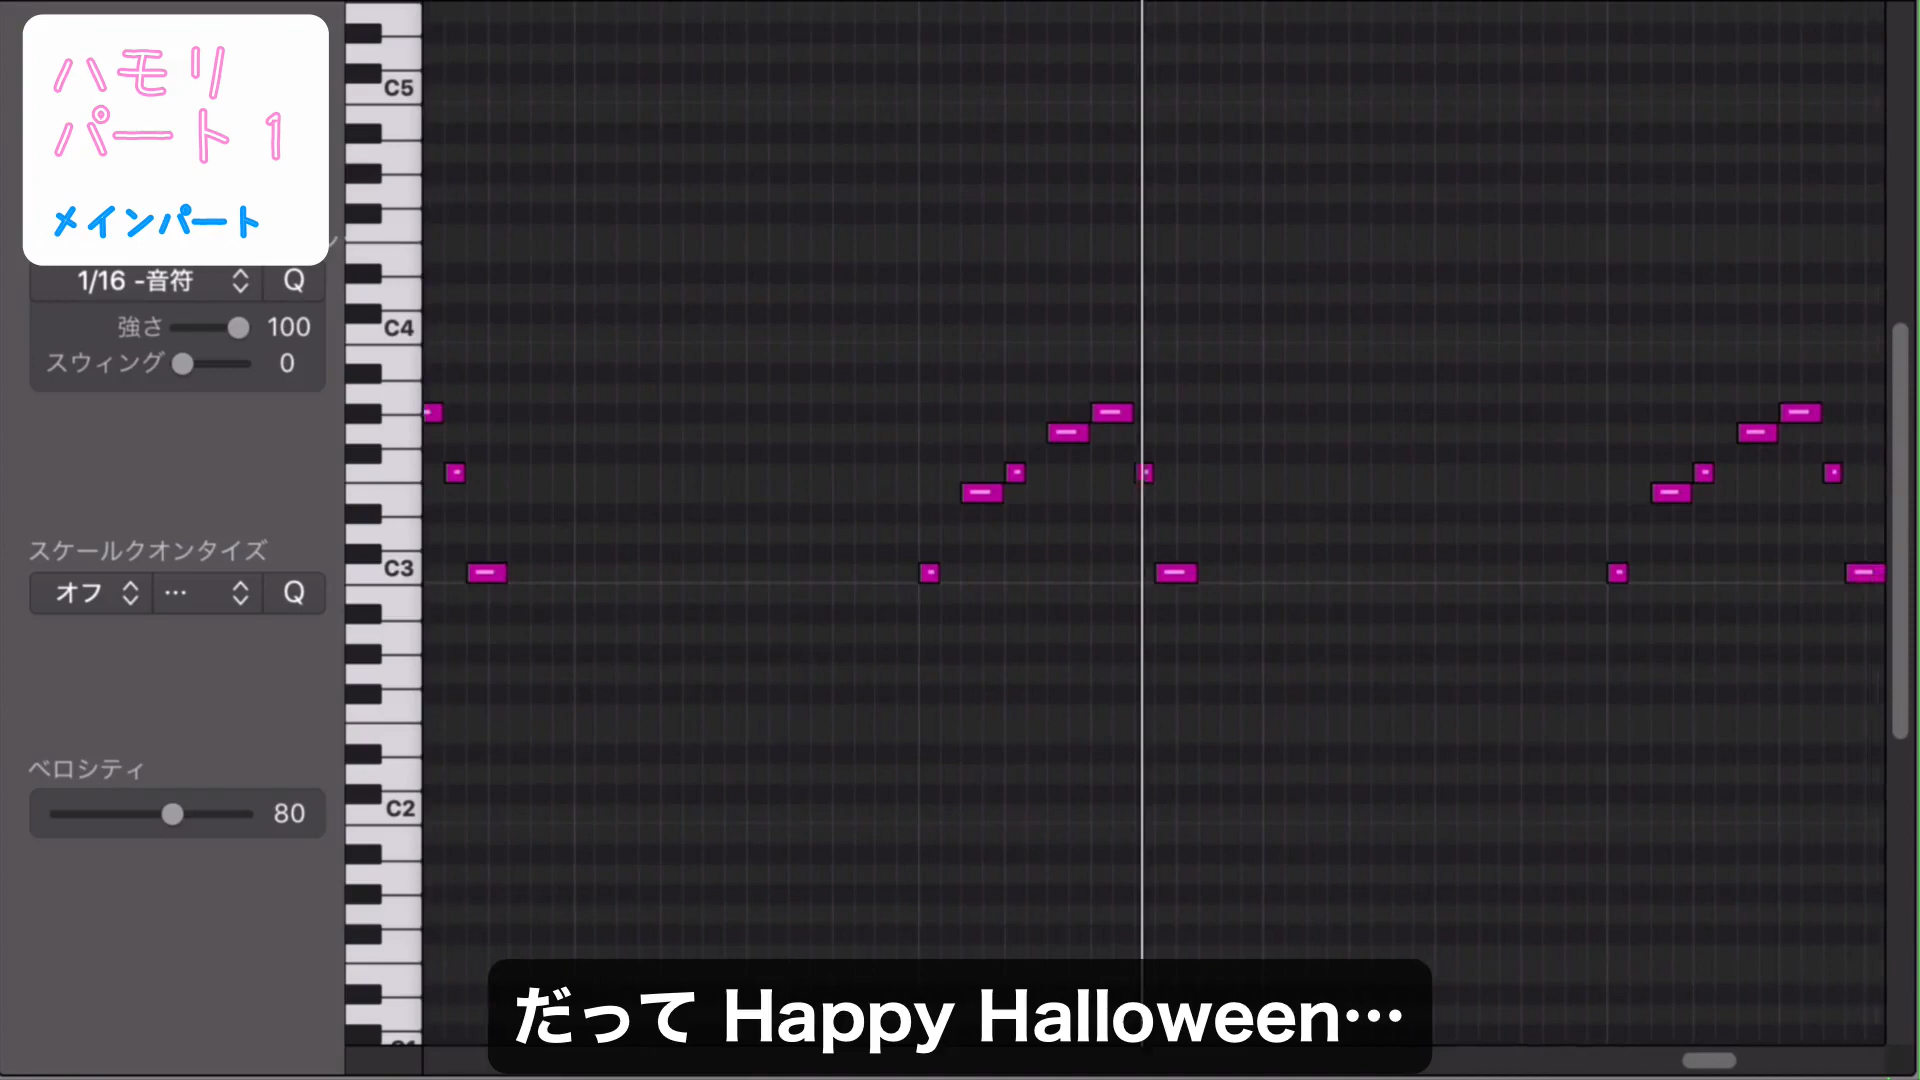 ハモリ
パート 1
メインパート
1/16 -音符 Q
強さ 100
スウィング 0
スケールクオンタイズ
オフ … Q
ベロシティ
80
C5
C4
C3
C2
だって Happy Halloween…